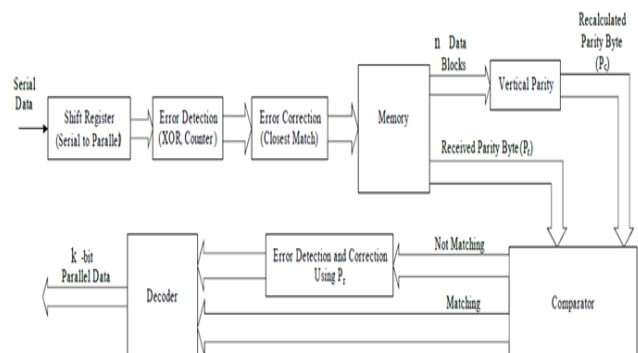 n Data
Blocks
Recalculated
Parity Byte
(Pc)
Serial
Data
Shift Register
(Serial to Parallel)
Error Detection
(XOR, Counter)
Error Correction
(Closest Match)
Memory
Vertical Parity
Received Parity Byte (Pr)
k -bit
Parallel Data
Decoder
Error Detection and Correction
Using Pr
Not Matching
Matching
Comparator